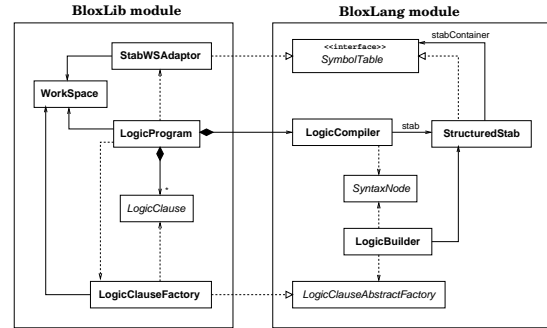 BloxLib module
BloxLang module
StabWSAdaptor
<<interface>>
SymbolTable
stabContainer
WorkSpace
LogicProgram
LogicCompiler
stab
StructuredStab
*
LogicClause
SyntaxNode
LogicBuilder
LogicClauseFactory
LogicClauseAbstractFactory